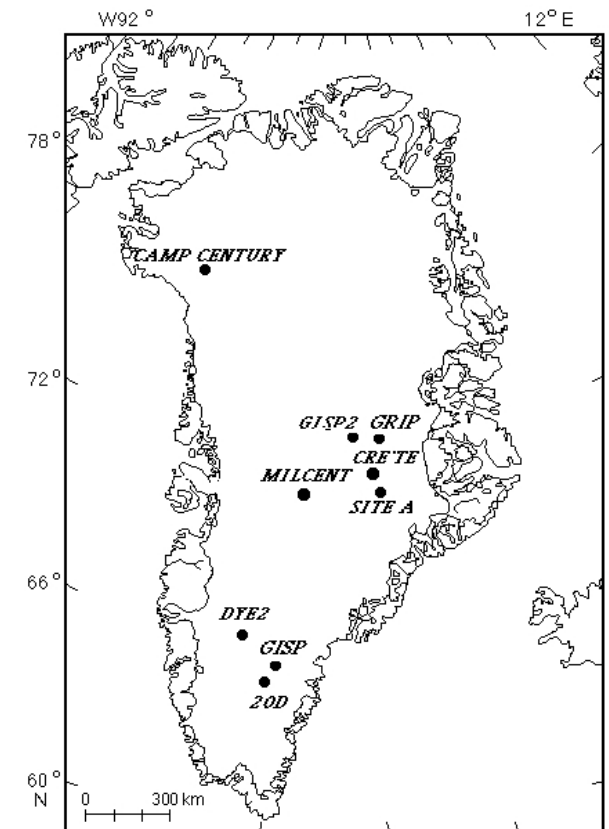 W92° 12° E
78°
CAMP CENTURY
72°
GISP2 GRIP
CRE'TE
MILCENT
SITE A
66°
DYE2
GISP
20D
60°
N
0 300 km